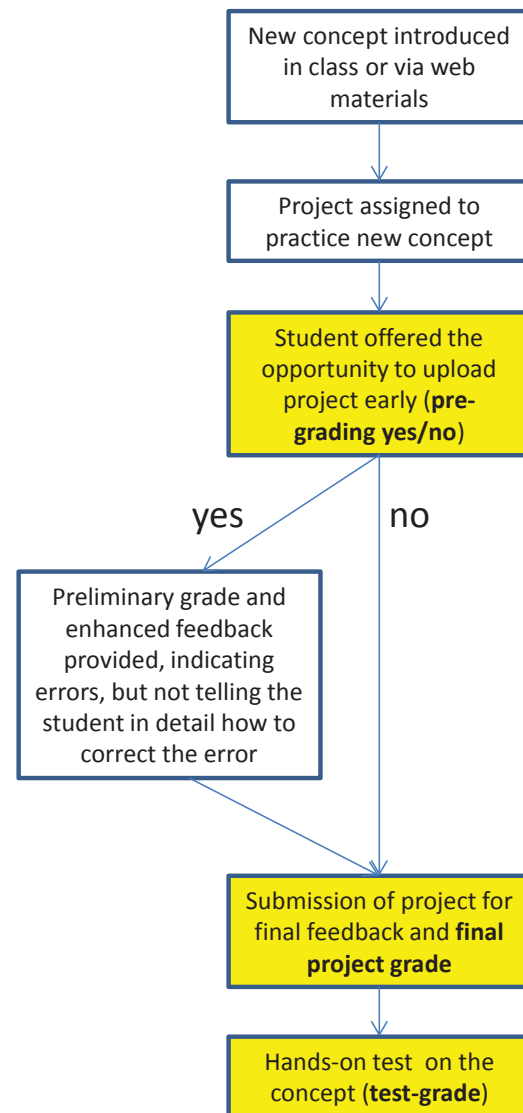 New concept introduced
in class or via web
materials
Project assigned to
practice new concept
Student offered the
opportunity to upload
project early (pre-
grading yes/no)
yes
no
Preliminary grade and
enhanced feedback
provided, indicating
errors, but not telling the
student in detail how to
correct the error
Submission of project for
final feedback and final
project grade
Hands-on test on the
concept (test-grade)